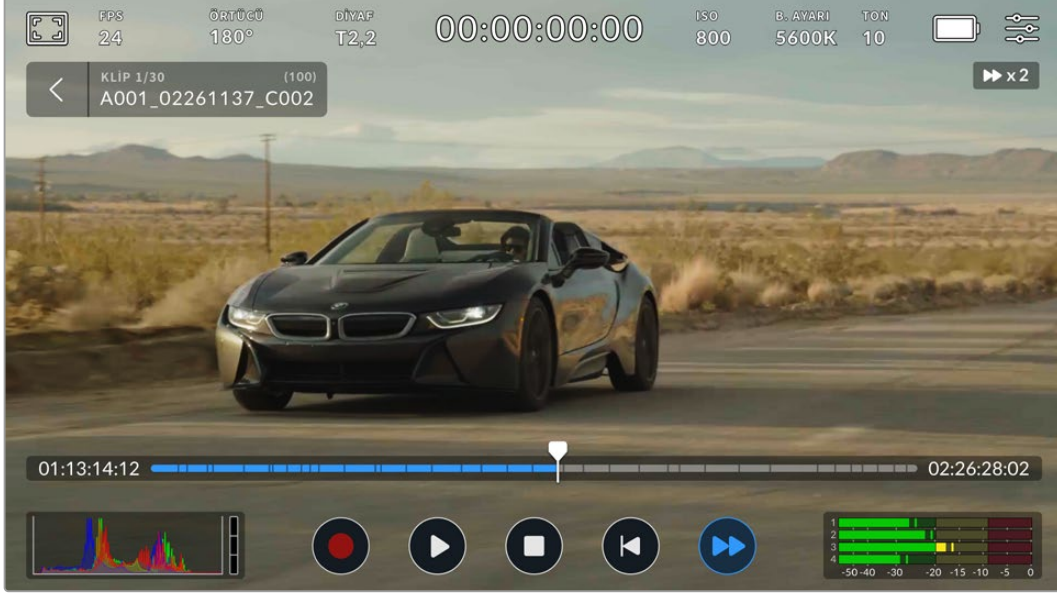 FPS ÖRTÜCÜ DİYAF 00:00:00:00 ISO B. AYARI TON
24 180° T2,2 800 5600K 10
KLİP 1/30 (100)
A001_02261137_C002
x2
01:13:14:12 02:26:28:02
1
2
3
4
-50 -40 -30 -20 -15 -10 -5 0